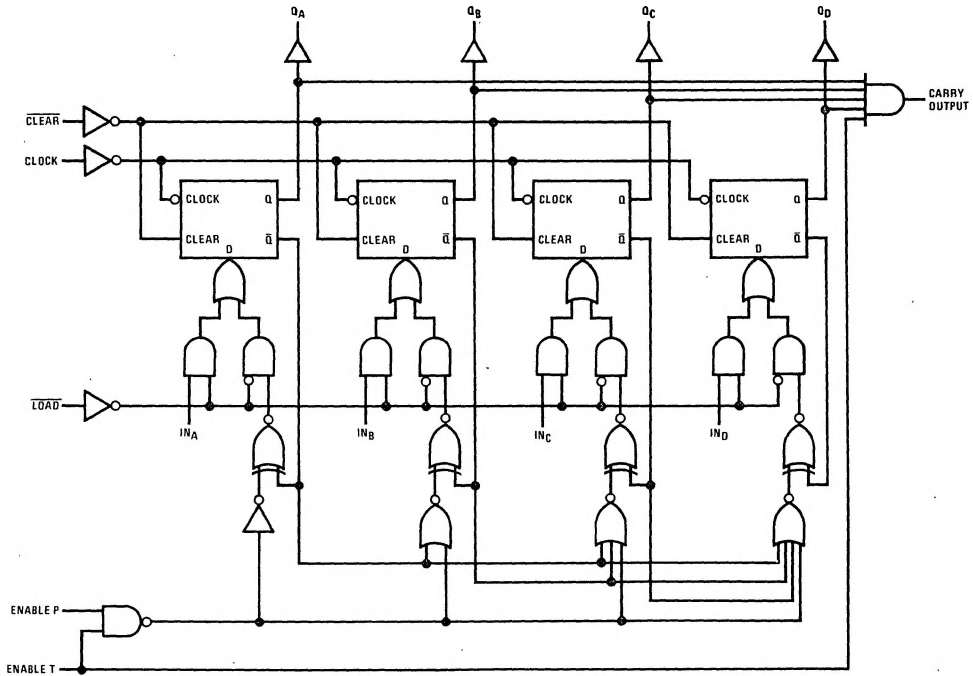 QA QB QC QD
CARRY
OUTPUT
CLEAR
CLOCK
CLOCK Q CLOCK Q CLOCK Q CLOCK Q
CLEAR Q̅ CLEAR Q̅ CLEAR Q̅ CLEAR Q̅
D D D D
LOAD
INA INB INC IND
ENABLE P
ENABLE T